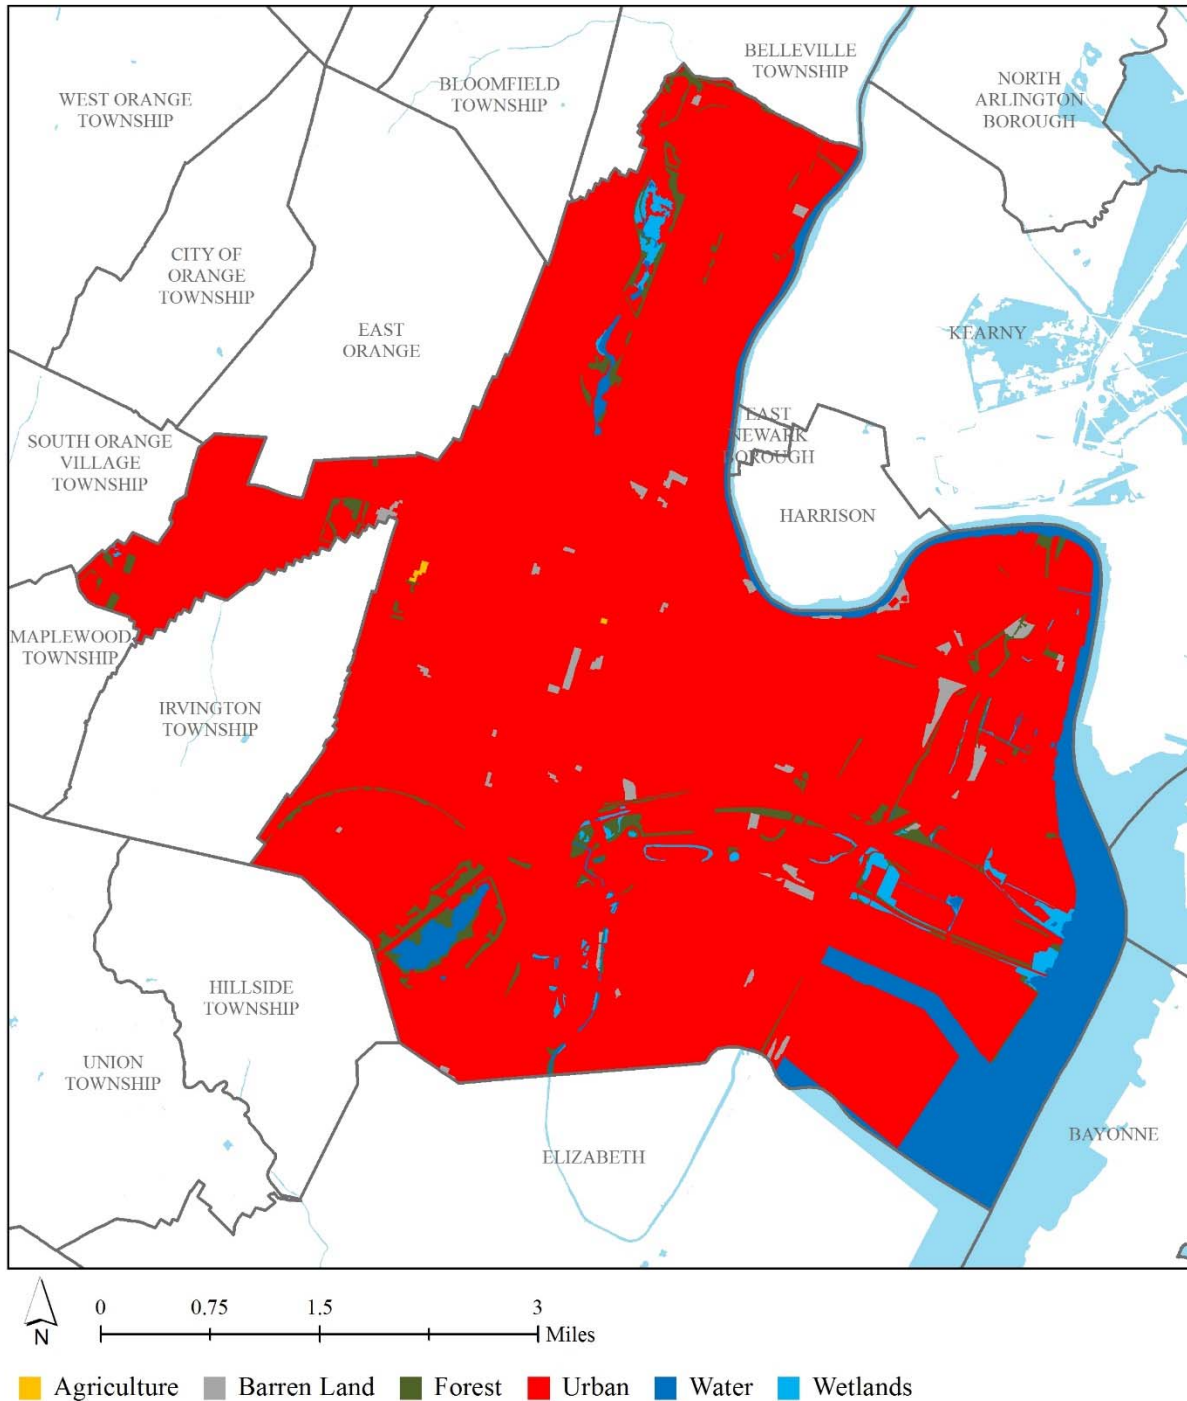 BELLEVILLE
TOWNSHIP
BLOOMFIELD
TOWNSHIP
WEST ORANGE
TOWNSHIP
NORTH
ARLINGTON
BOROUGH
CITY OF
ORANGE
TOWNSHIP
EAST
ORANGE
KEARNY
SOUTH ORANGE
VILLAGE
TOWNSHIP
EAST
NEWARK
BOROUGH
HARRISON
MAPLEWOOD
TOWNSHIP
IRVINGTON
TOWNSHIP
HILLSIDE
TOWNSHIP
UNION
TOWNSHIP
ELIZABETH
BAYONNE
N
0 0.75 1.5 3
Miles
Agriculture Barren Land Forest Urban Water Wetlands